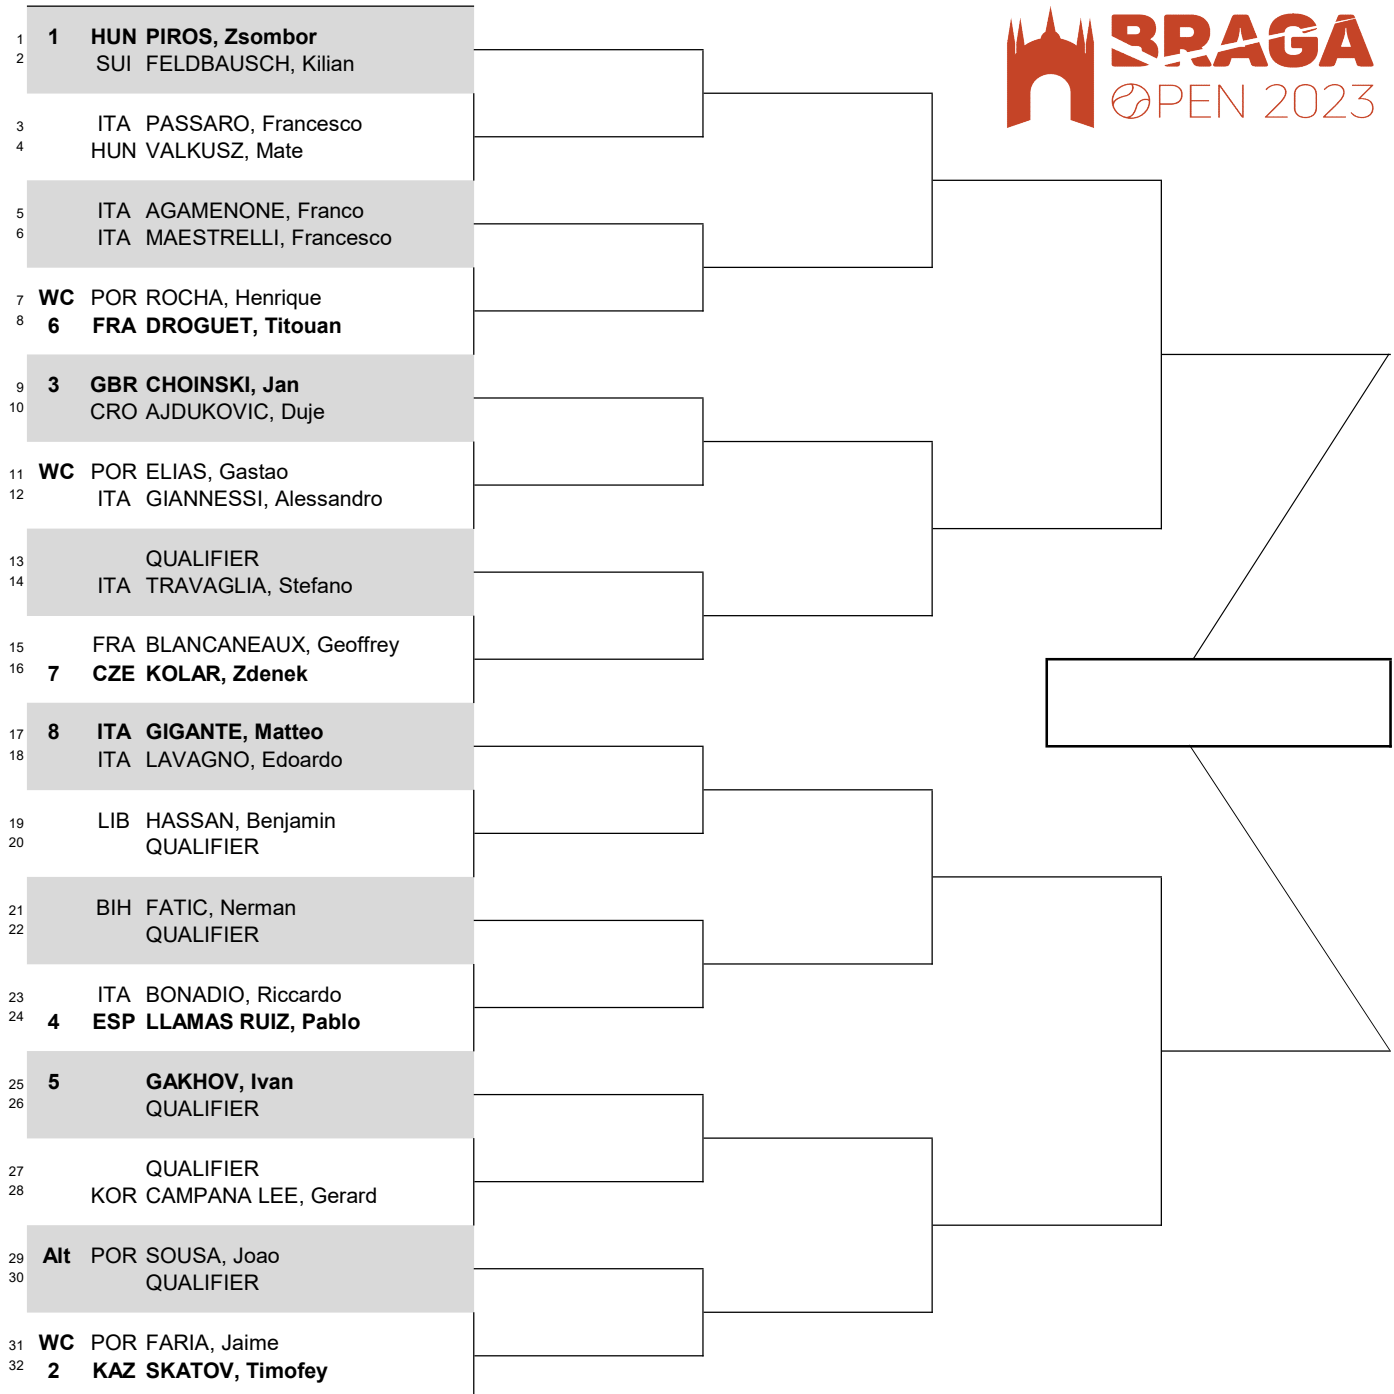 BRAGA
OPEN 2023
1 1 HUN PIROS, Zsombor
2 SUI FELDBAUSCH, Kilian
3 ITA PASSARO, Francesco
4 HUN VALKUSZ, Mate
5 ITA AGAMENONE, Franco
6 ITA MAESTRELLI, Francesco
7 WC POR ROCHA, Henrique
8 6 FRA DROGUET, Titouan
9 3 GBR CHOINSKI, Jan
10 CRO AJDUKOVIC, Duje
11 WC POR ELIAS, Gastao
12 ITA GIANNESSI, Alessandro
13 QUALIFIER
14 ITA TRAVAGLIA, Stefano
15 FRA BLANCANEAUX, Geoffrey
16 7 CZE KOLAR, Zdenek
17 8 ITA GIGANTE, Matteo
18 ITA LAVAGNO, Edoardo
19 LIB HASSAN, Benjamin
20 QUALIFIER
21 BIH FATIC, Nerman
22 QUALIFIER
23 ITA BONADIO, Riccardo
24 4 ESP LLAMAS RUIZ, Pablo
25 5 GAKHOV, Ivan
26 QUALIFIER
27 QUALIFIER
28 KOR CAMPANA LEE, Gerard
29 Alt POR SOUSA, Joao
30 QUALIFIER
31 WC POR FARIA, Jaime
32 2 KAZ SKATOV, Timofey